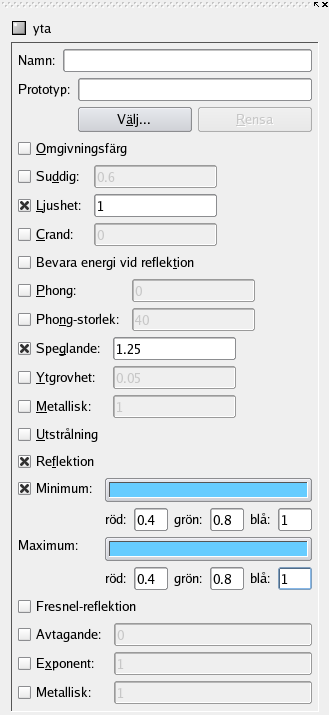 yta
Namn:
Prototyp:
Välj... Rensa
Omgivningsfärg
Suddig: 0.6
Ljushet: 1
Crand: 0
Bevara energi vid reflektion
Phong: 0
Phong-storlek: 40
Speglande: 1.25
Ytgrovhet: 0.05
Metallisk: 1
Utstrålning
Reflektion
Minimum:
röd: 0.4 grön: 0.8 blå: 1
Maximum:
röd: 0.4 grön: 0.8 blå: 1
Fresnel-reflektion
Avtagande: 0
Exponent: 1
Metallisk: 1